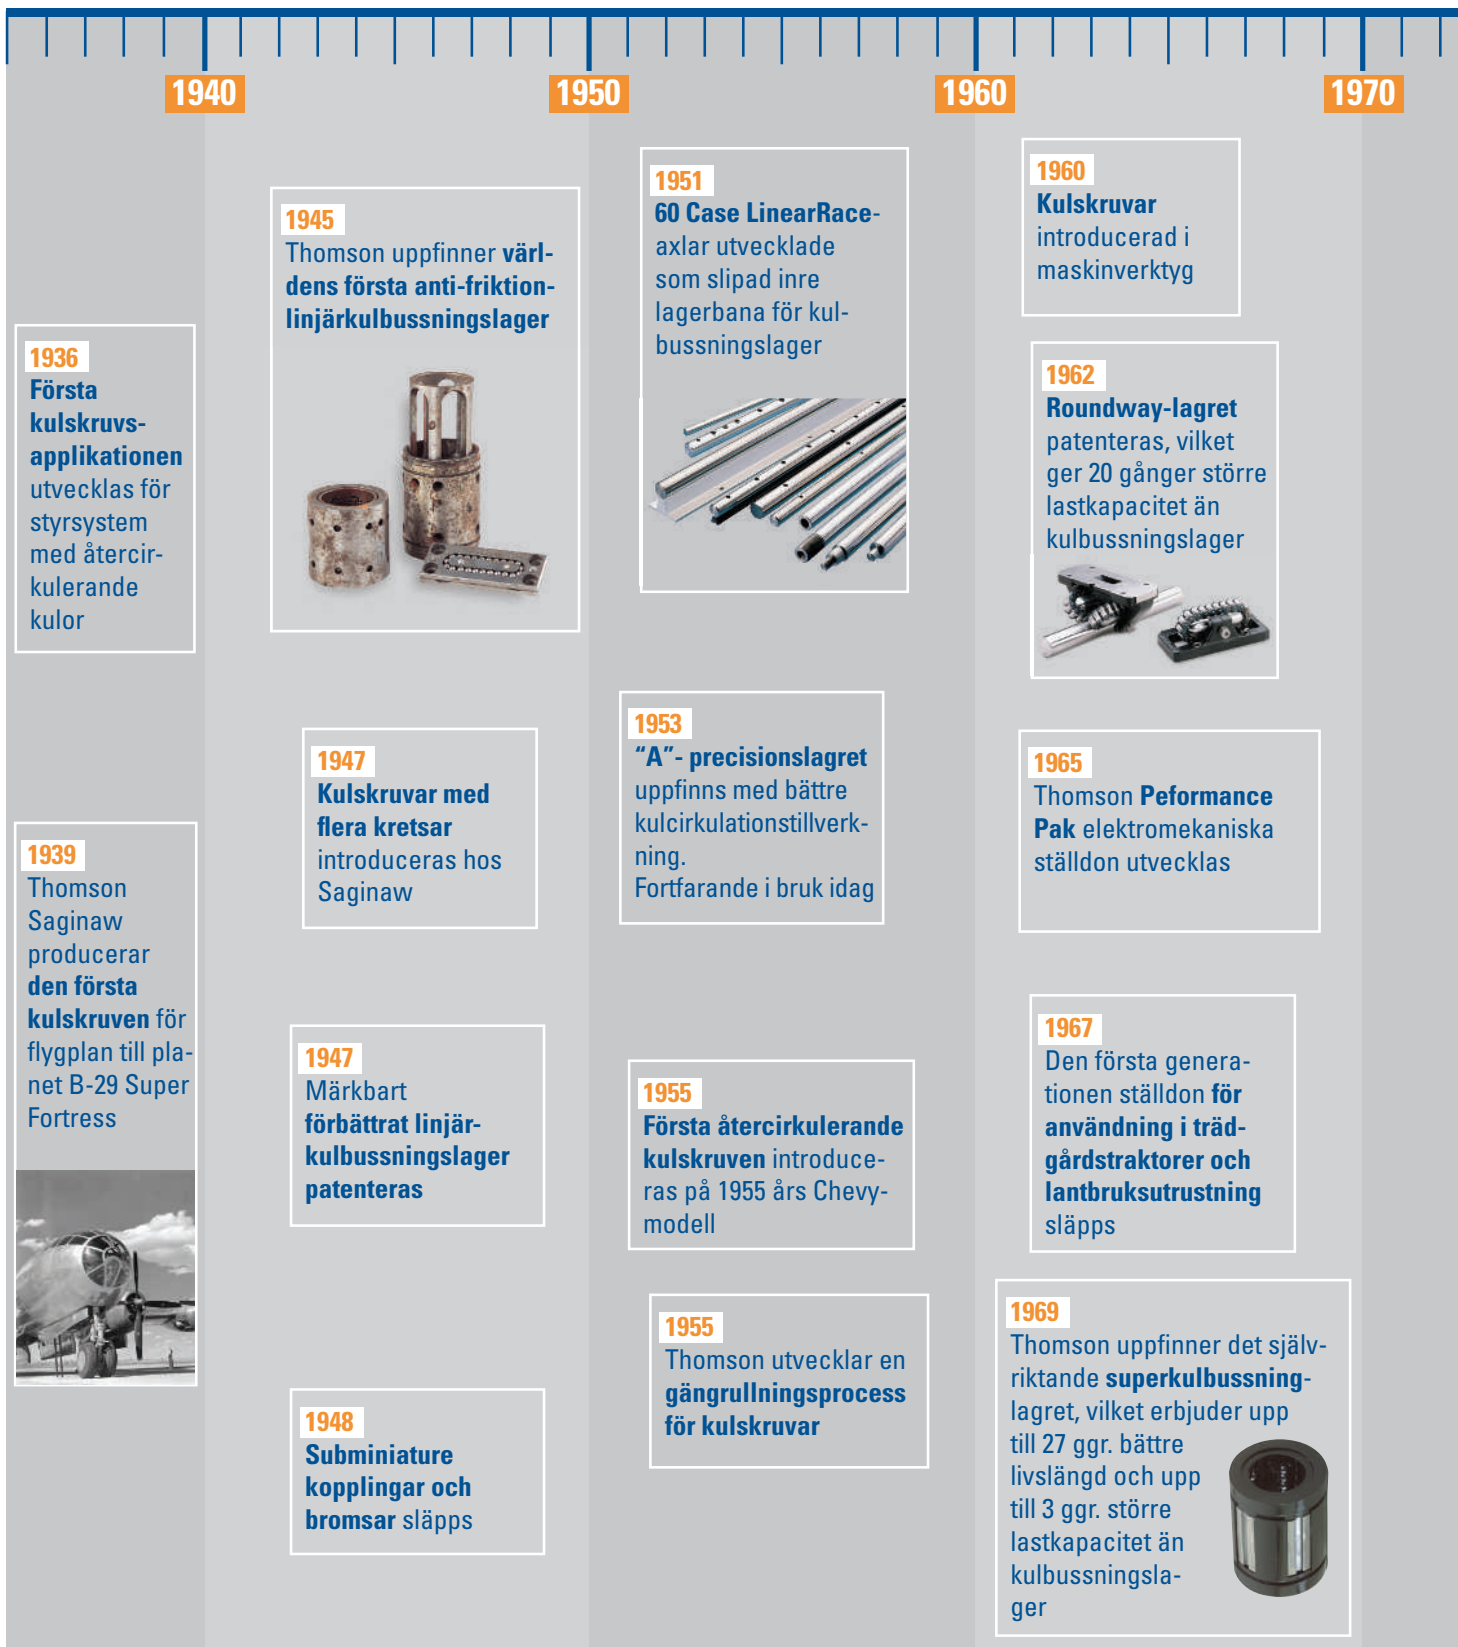 1940
1950
1960
1970
1936
Första
kulskruvs-
applikationen
utvecklas för
styrsystem
med återcir-
kulerande
kulor
1939
Thomson
Saginaw
producerar
den första
kulskruven för
flygplan till pla-
net B-29 Super
Fortress
1945
Thomson uppfinner värl-
dens första anti-friktion-
linjärkulbussningslager
1947
Kulskruvar med
flera kretsar
introduceras hos
Saginaw
1947
Märkbart
förbättrat linjär-
kulbussningslager
patenteras
1948
Subminiature
kopplingar och
bromsar släpps
1951
60 Case LinearRace-
axlar utvecklade
som slipad inre
lagerbana för kul-
bussningslager
1953
“A”- precisionslagret
uppfinns med bättre
kulcirkulationstillverk-
ning.
Fortfarande i bruk idag
1955
Första återcirkulerande
kulskruven introduce-
ras på 1955 års Chevy-
modell
1955
Thomson utvecklar en
gängrullningsprocess
för kulskruvar
1960
Kulskruvar
introducerad i
maskinverktyg
1962
Roundway-lagret
patenteras, vilket
ger 20 gånger större
lastkapacitet än
kulbussningslager
1965
Thomson Peformance
Pak elektromekaniska
ställdon utvecklas
1967
Den första genera-
tionen ställdon för
användning i träd-
gårdstraktorer och
lantbruksutrustning
släpps
1969
Thomson uppfinner det själv-
riktande superkulbussning-
lagret, vilket erbjuder upp
till 27 ggr. bättre
livslängd och upp
till 3 ggr. större
lastkapacitet än
kulbussningsla-
ger